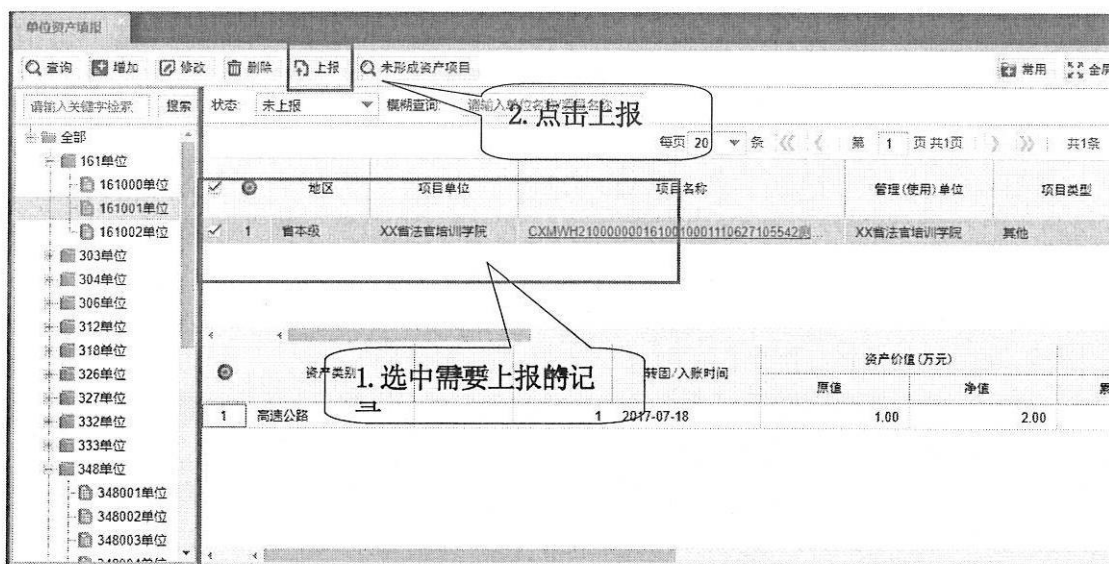 单位资产填报
查询 增加 修改 删除 上报 未形成资产项目 常用
请输入关键字检索 搜索 状态: 未上报 模糊查询:
2. 点击上报
每页 20 条 第 1 页 共1页 共1条
全部
161单位
161000单位
161001单位
161002单位
303单位
304单位
306单位
312单位
318单位
326单位
327单位
332单位
333单位
348单位
348001单位
348002单位
348003单位
地区 项目单位 项目名称 管理(使用)单位 项目类型
1 省本级 XX省法官培训学院 XX省法官培训学院 其他
1. 选中需要上报的记
资产类别 转固/入账时间 资产价值(万元)
原值 净值
1 高速公路 1 2017-07-18 1.00 2.00